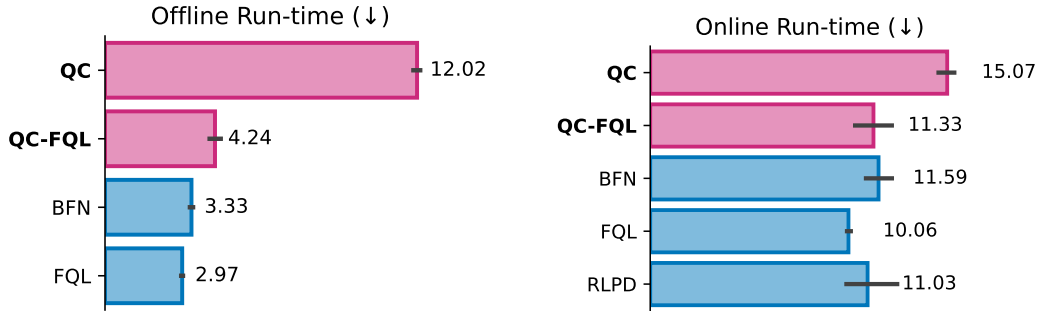 Offline Run-time (↓)
QC 12.02
QC-FQL 4.24
BFN 3.33
FQL 2.97
Online Run-time (↓)
QC 15.07
QC-FQL 11.33
BFN 11.59
FQL 10.06
RLPD 11.03